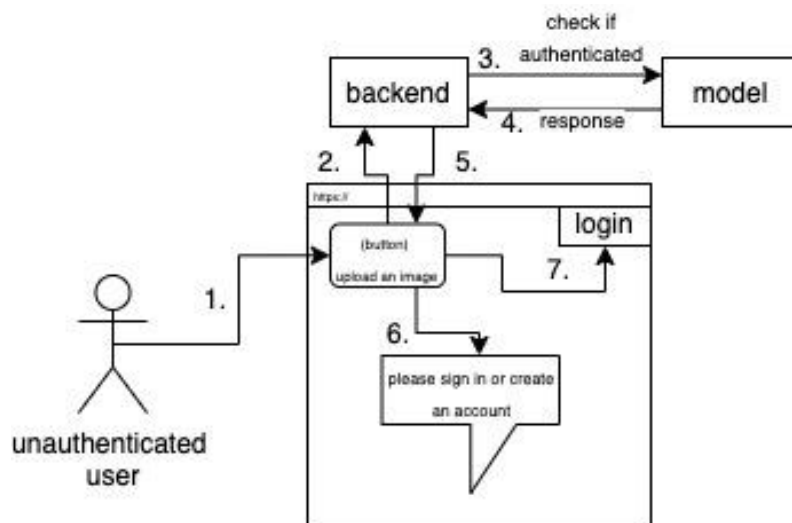 check if
3.
authenticated
backend
model
4.
response
2.
5.
https://
login
(button)
upload an image
1.
7.
6.
please sign in or create
an account
unauthenticated
user